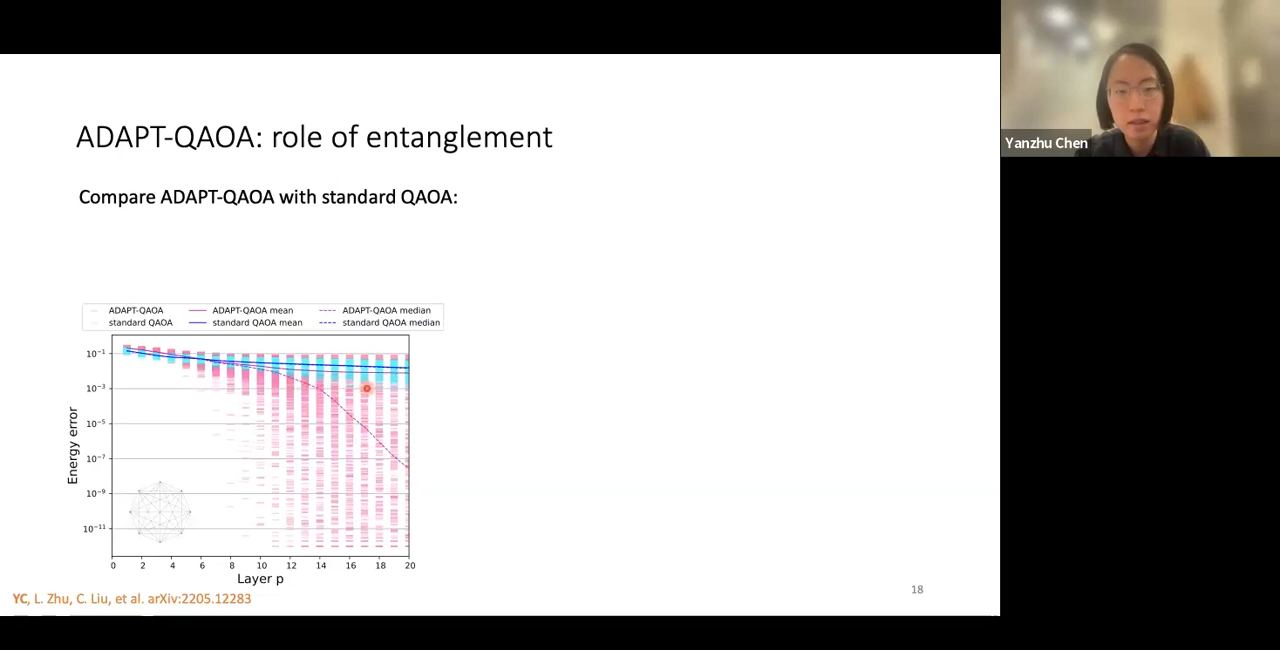 ADAPT-QAOA: role of entanglement
Yanzhu Chen
Compare ADAPT-QAOA with standard QAOA:
ADAPT-QAOA ADAPT-QAOA mean ADAPT-QAOA median
standard QAOA standard QAOA mean standard QAOA median
10⁻¹
10⁻³
10⁻⁵
10⁻⁷
10⁻⁹
10⁻¹¹
Energy error
0 2 4 6 8 10 12 14 16 18 20
Layer p
YC, L. Zhu, C. Liu, et al. arXiv:2205.12283
18